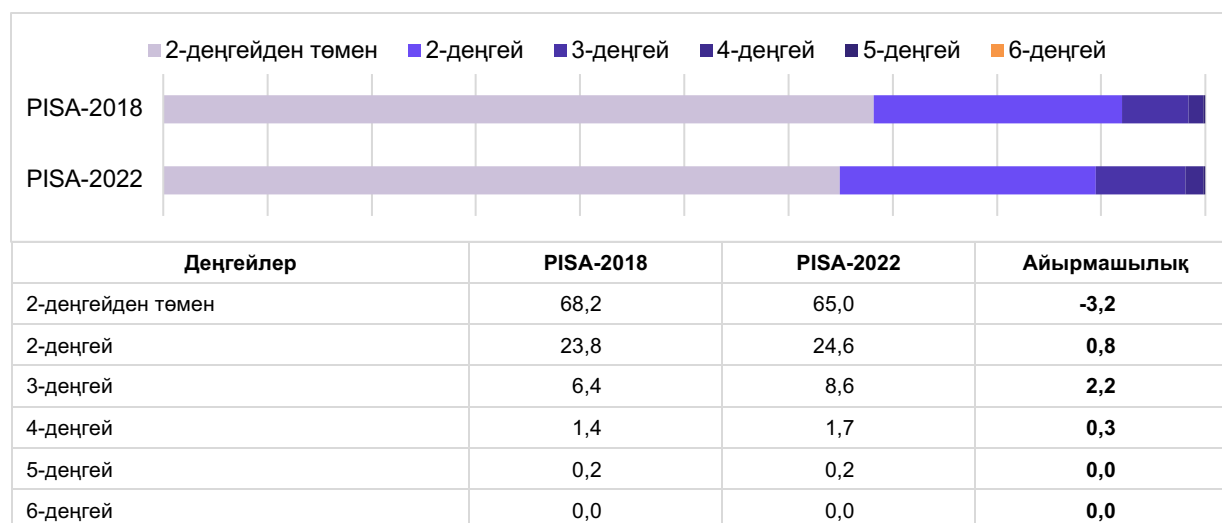 2-деңгейден төмен 2-деңгей 3-деңгей 4-деңгей 5-деңгей 6-деңгей
PISA-2018
PISA-2022
Деңгейлер PISA-2018 PISA-2022 Айырмашылық
2-деңгейден төмен 68,2 65,0 -3,2
2-деңгей 23,8 24,6 0,8
3-деңгей 6,4 8,6 2,2
4-деңгей 1,4 1,7 0,3
5-деңгей 0,2 0,2 0,0
6-деңгей 0,0 0,0 0,0